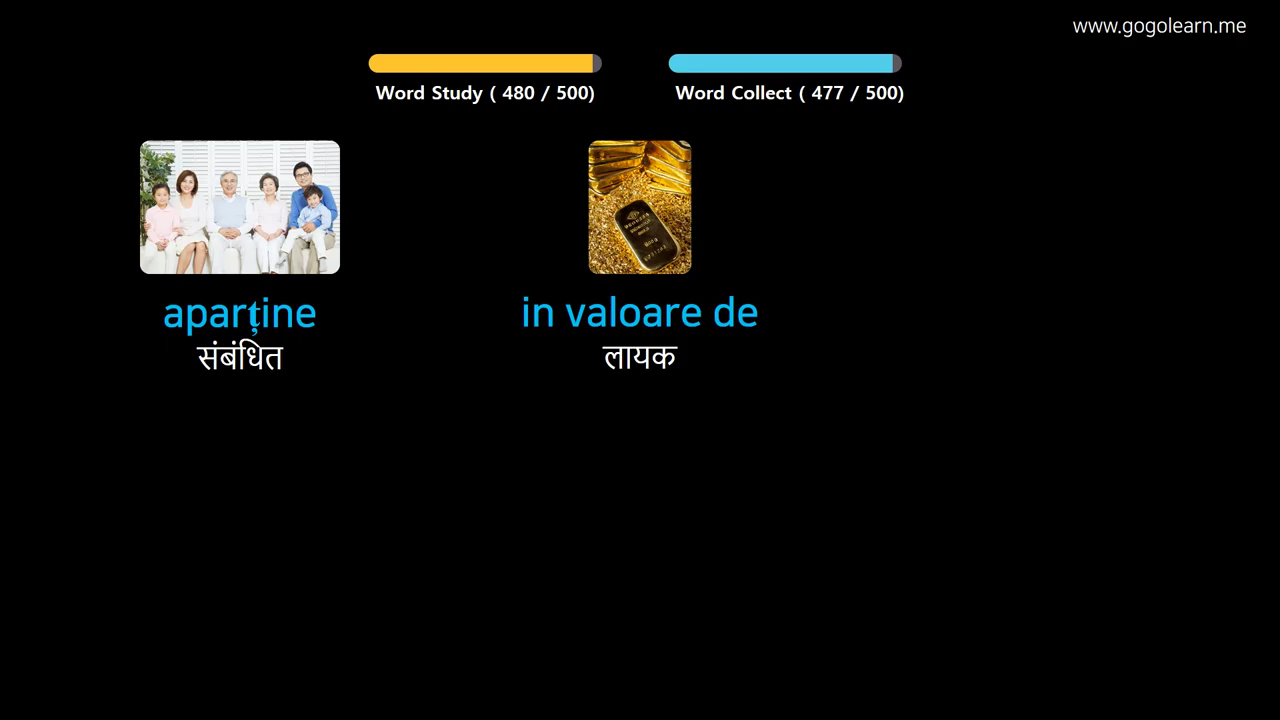 www.gogolearn.me
Word Study ( 480 / 500)
Word Collect ( 477 / 500)
aparține
संबंधित
in valoare de
लायक